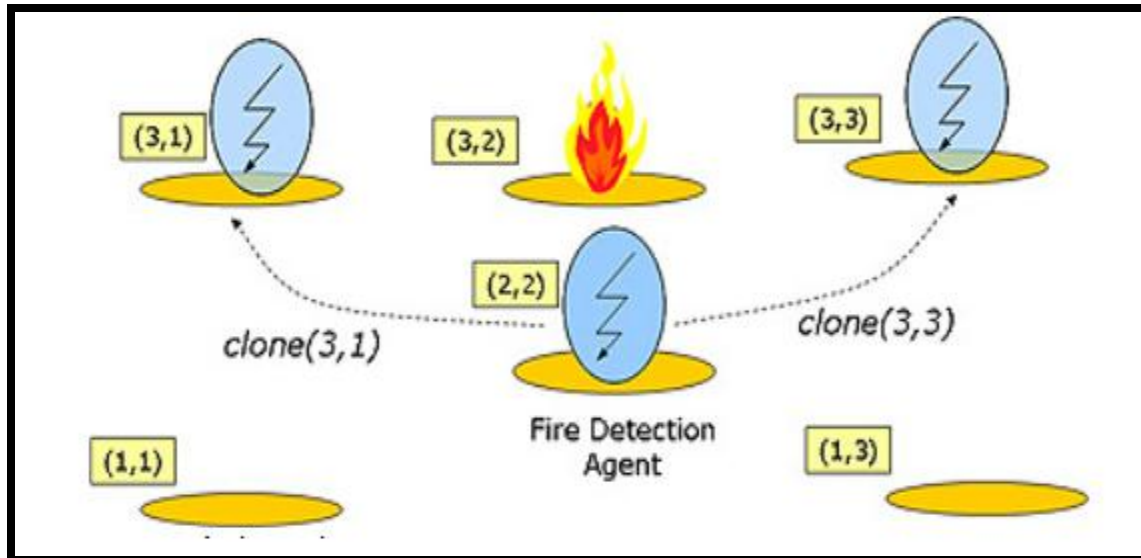 (3,1)
(3,2)
(3,3)
(2,2)
clone(3,1)
clone(3,3)
Fire Detection
Agent
(1,1)
(1,3)